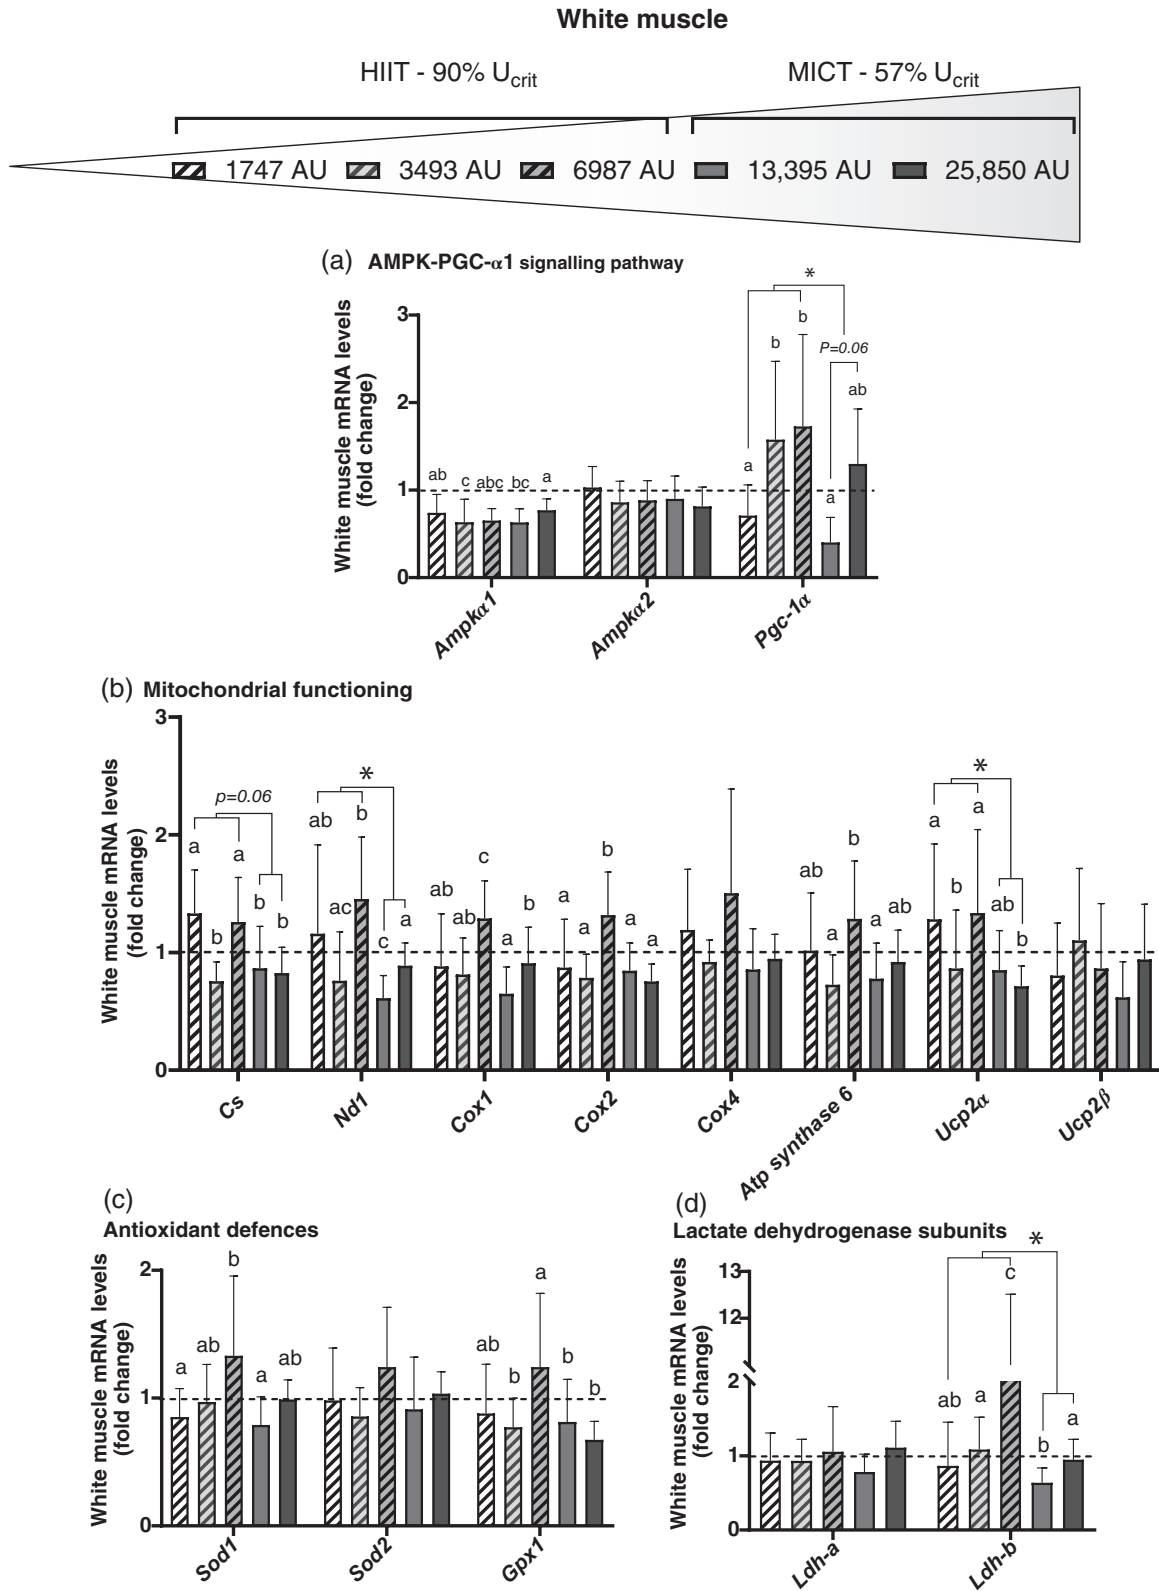 White muscle
HIIT - 90% Ucrit
MICT - 57% Ucrit
1747 AU 3493 AU 6987 AU 13,395 AU 25,850 AU
(a) AMPK-PGC-α1 signalling pathway
White muscle mRNA levels
(fold change)
3
2
1
0
ab c abc bc a
a b b a ab
*
P=0.06
Ampkα1 Ampkα2 Pgc-1α
(b) Mitochondrial functioning
White muscle mRNA levels
(fold change)
3
2
1
0
p=0.06
a b a b b
*
ab ac b c a
ab ab c a b
a a b a a
ab a b a ab
*
a b a ab b
Cs Nd1 Cox1 Cox2 Cox4 Atp synthase 6 Ucp2α Ucp2β
(c)
Antioxidant defences
White muscle mRNA levels
(fold change)
2
1
0
a ab b a ab
ab b a b b
Sod1 Sod2 Gpx1
(d)
Lactate dehydrogenase subunits
White muscle mRNA levels
(fold change)
13
12
2
1
0
*
ab a c b a
Ldh-a Ldh-b